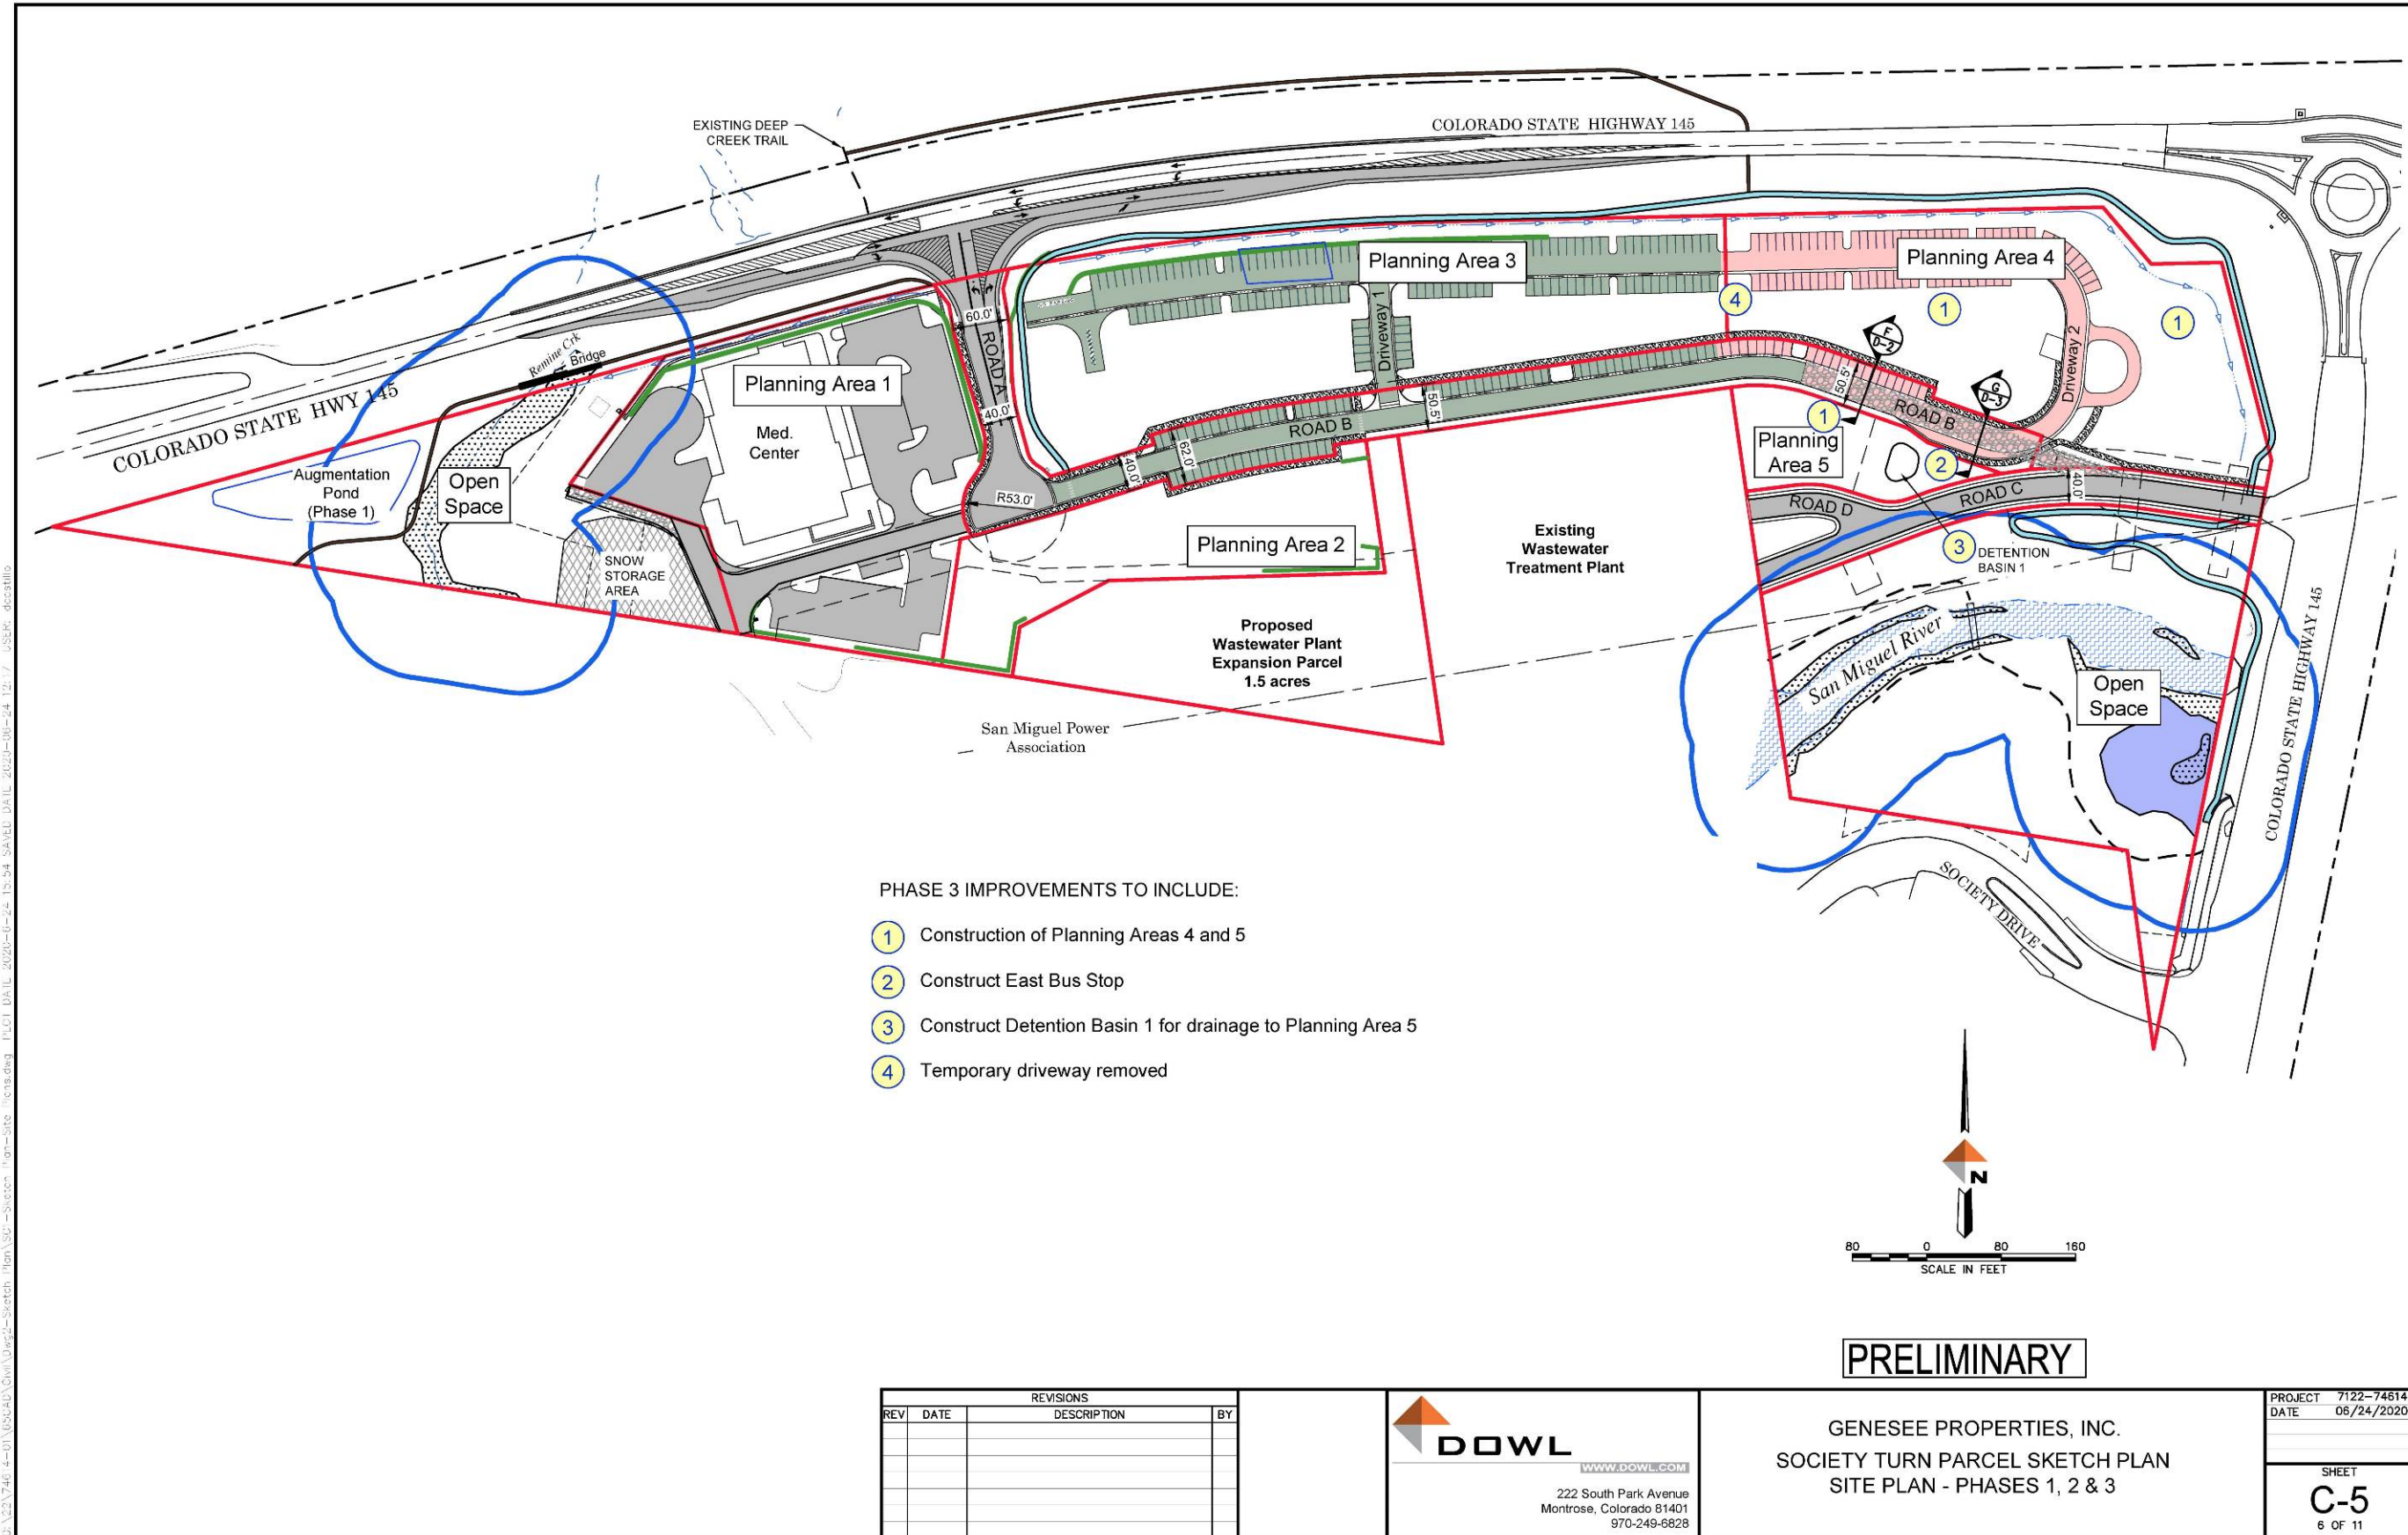 EXISTING DEEP
CREEK TRAIL
COLORADO STATE HIGHWAY 145
COLORADO STATE HWY 145
Remine Crk
Bridge
Augmentation
Pond
(Phase 1)
Open
Space
SNOW
STORAGE
AREA
Planning Area 1
Med.
Center
60.0'
ROAD A
40.0'
R53.0'
Planning Area 3
Driveway 1
40.0'
62.0'
ROAD B
50.5'
Planning Area 2
Proposed
Wastewater Plant
Expansion Parcel
1.5 acres
San Miguel Power
Association
Existing
Wastewater
Treatment Plant
Planning Area 4
4
1
1
F
D-2
G
D-3
50.5'
1
ROAD B
Driveway 2
Planning
Area 5
2
ROAD D
ROAD C
40.0'
3
DETENTION
BASIN 1
San Miguel River
Open
Space
COLORADO STATE HIGHWAY 145
SOCIETY DRIVE
PHASE 3 IMPROVEMENTS TO INCLUDE:
1 Construction of Planning Areas 4 and 5
2 Construct East Bus Stop
3 Construct Detention Basin 1 for drainage to Planning Area 5
4 Temporary driveway removed
N
80 0 80 160
SCALE IN FEET
PRELIMINARY
REVISIONS
REV DATE DESCRIPTION BY
DOWL
WWW.DOWL.COM
222 South Park Avenue
Montrose, Colorado 81401
970-249-6828
GENESEE PROPERTIES, INC.
SOCIETY TURN PARCEL SKETCH PLAN
SITE PLAN - PHASES 1, 2 & 3
PROJECT 7122-74614
DATE 06/24/2020
SHEET
C-5
6 OF 11